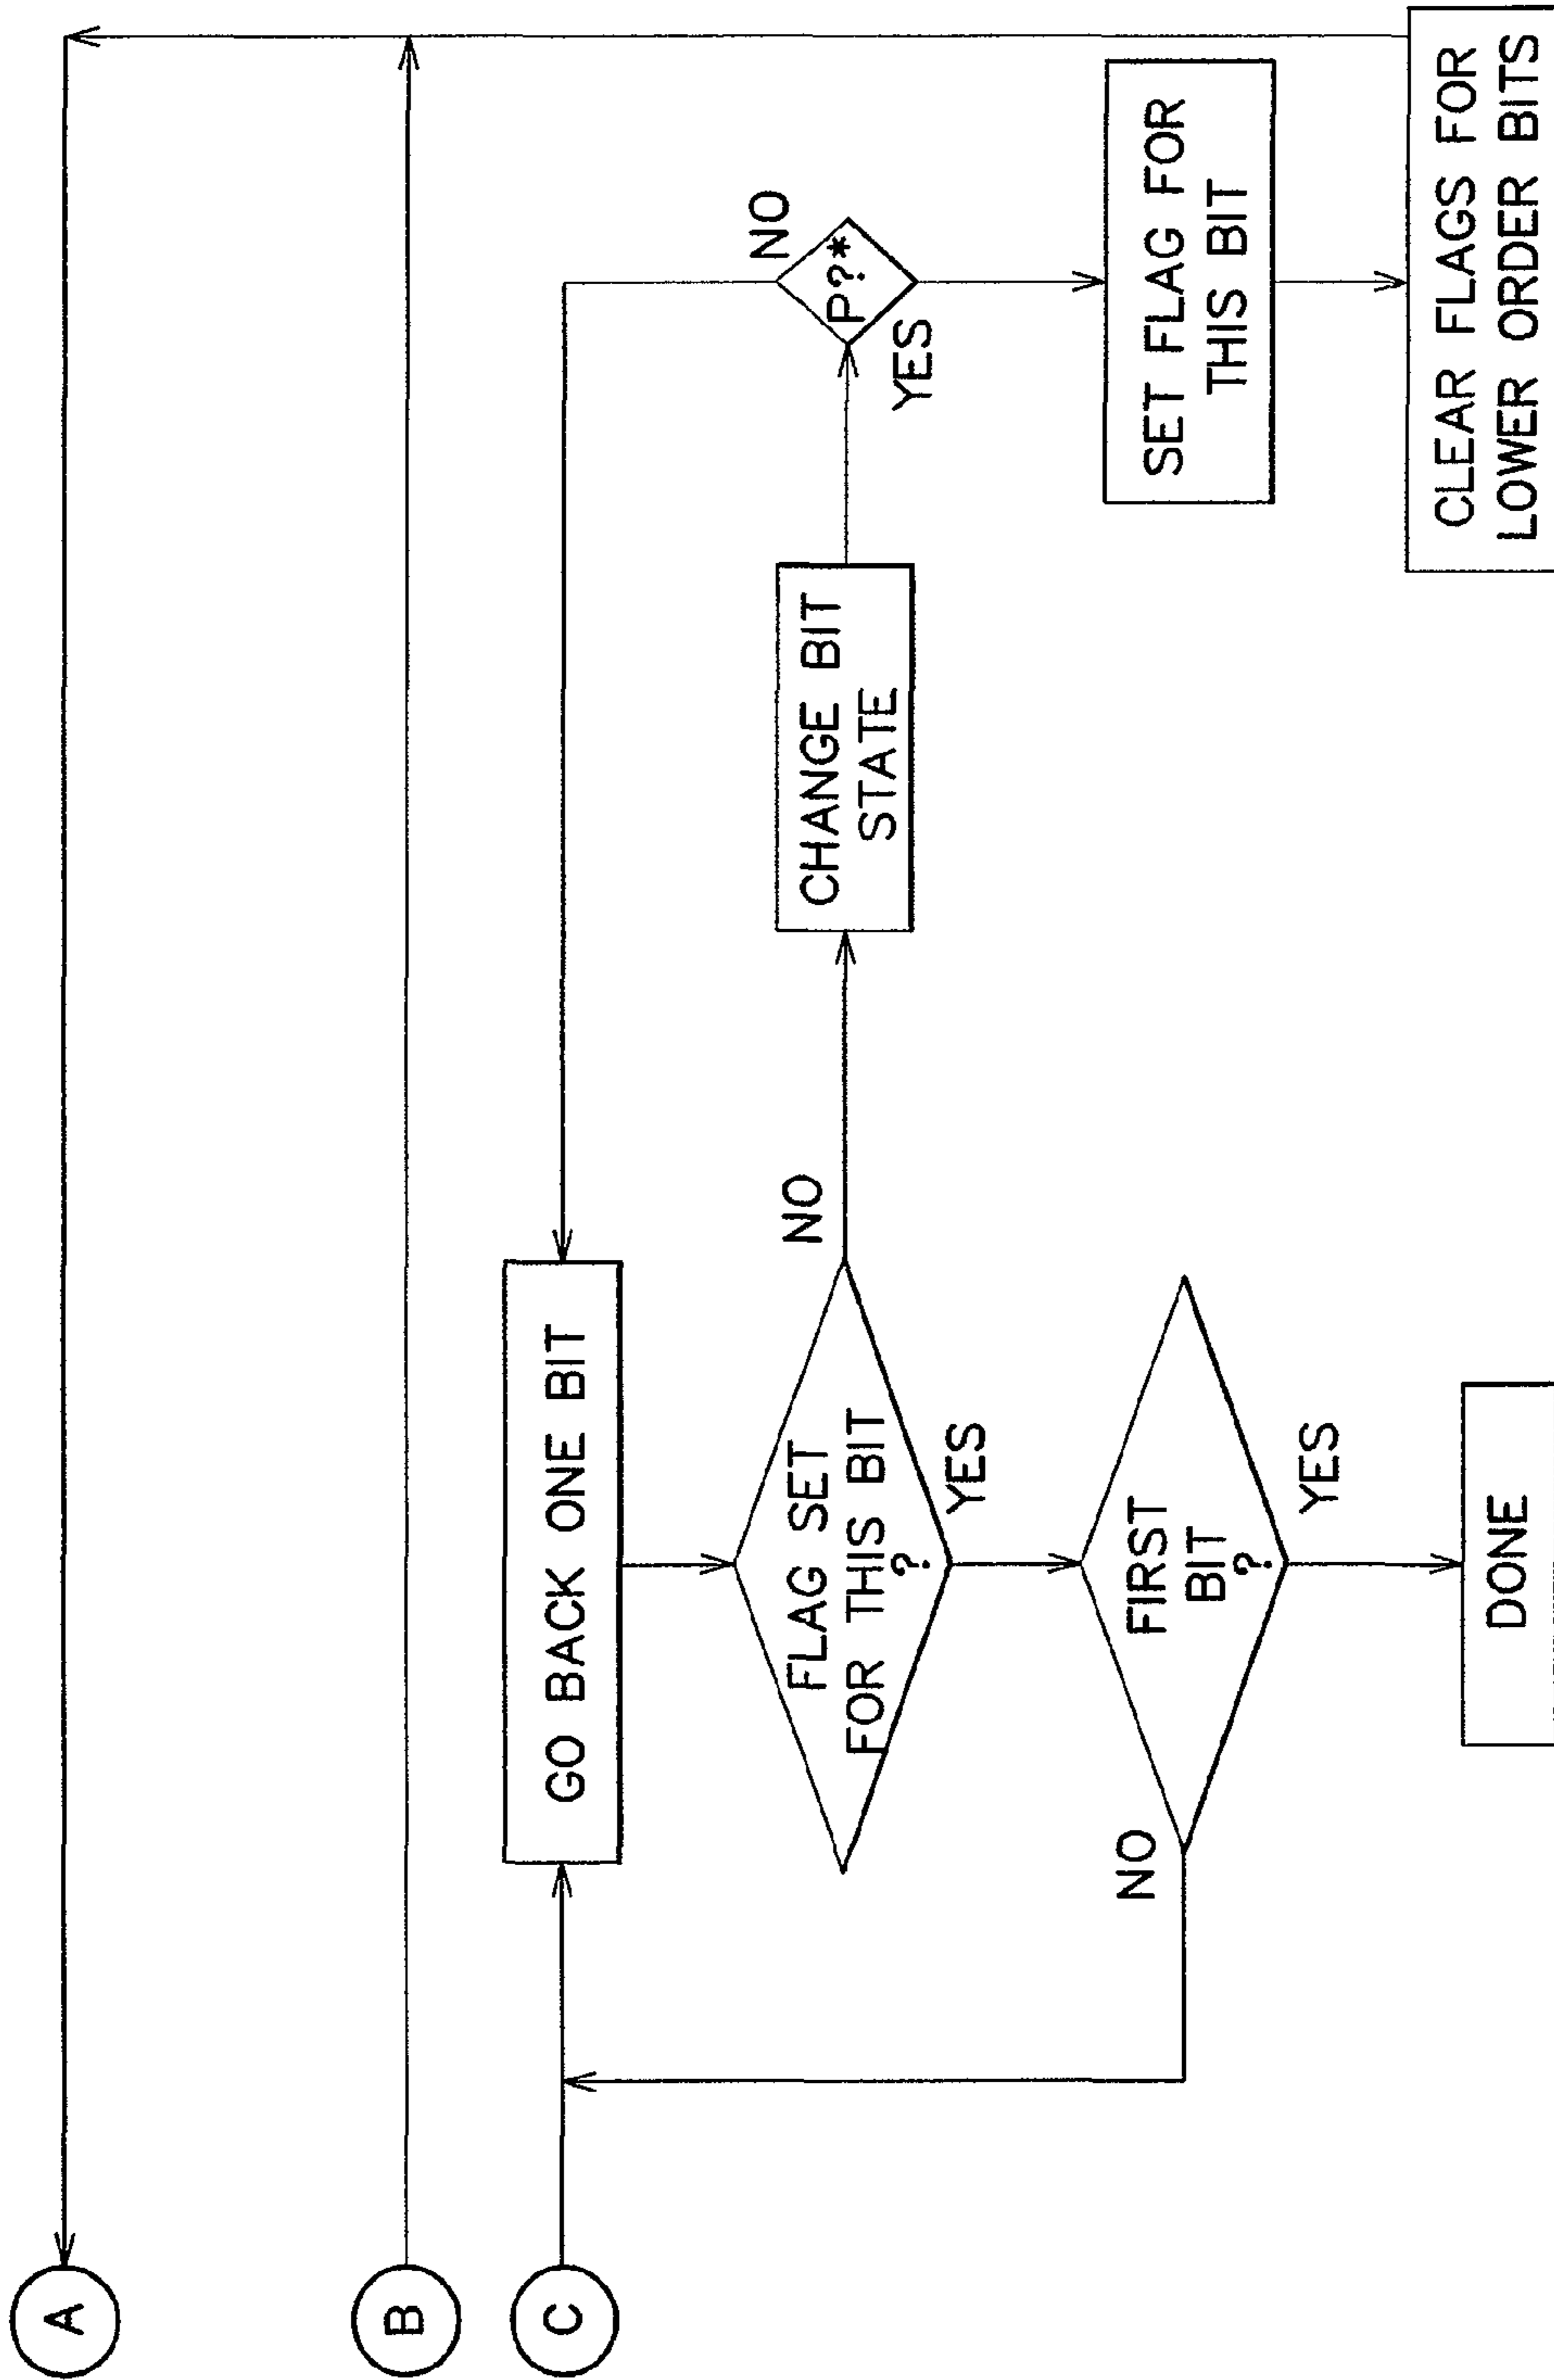 A
B
C
GO BACK ONE BIT
FLAG SET
FOR THIS BIT
?
NO
YES
CHANGE BIT
STATE
P?*
NO
YES
SET FLAG FOR
THIS BIT
CLEAR FLAGS FOR
LOWER ORDER BITS
FIRST
BIT
?
NO
YES
DONE